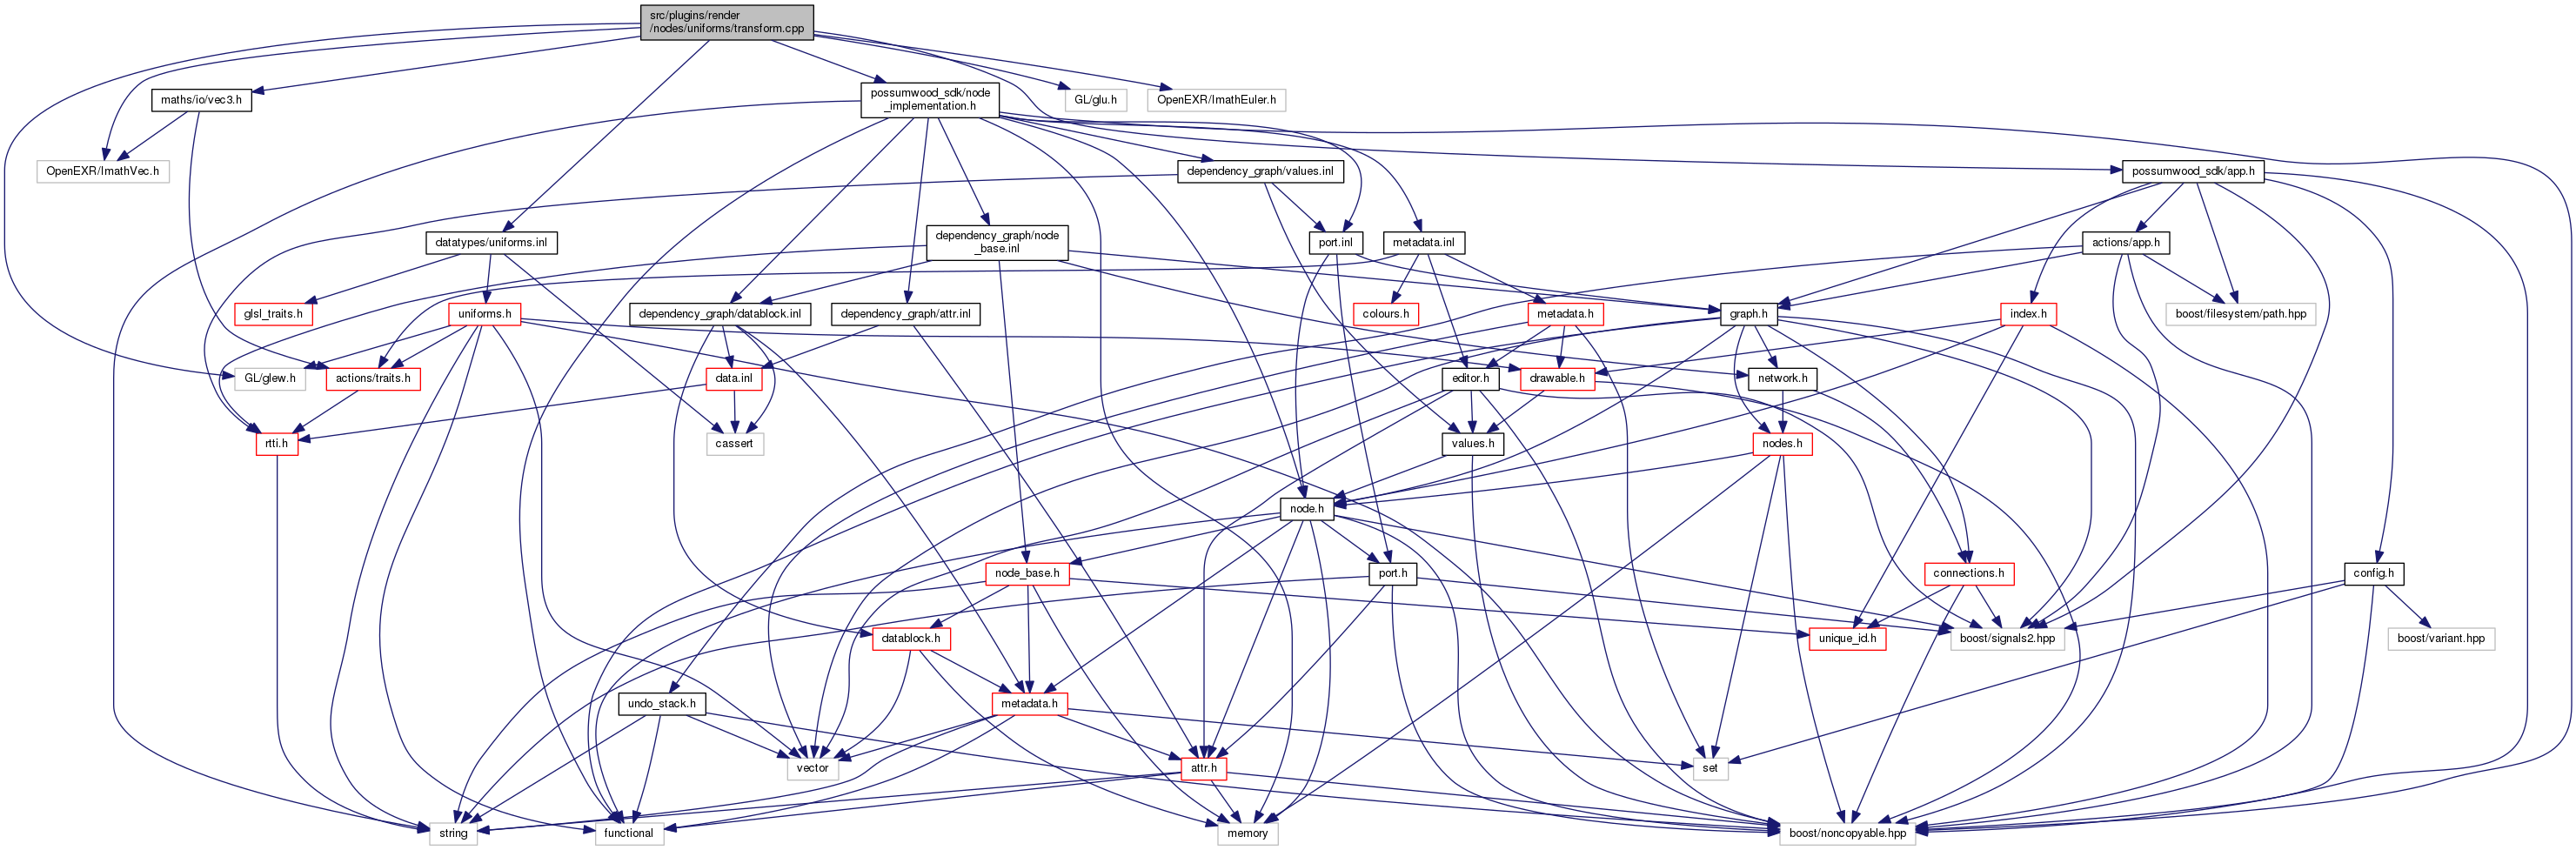 src/plugins/render
/nodes/uniforms/transform.cpp
maths/io/vec3.h
possumwood_sdk/node
_implementation.h
GL/glu.h
OpenEXR/ImathEuler.h
OpenEXR/ImathVec.h
dependency_graph/values.inl
possumwood_sdk/app.h
datatypes/uniforms.inl
dependency_graph/node
_base.inl
port.inl
metadata.inl
actions/app.h
glsl_traits.h
uniforms.h
dependency_graph/datablock.inl
dependency_graph/attr.inl
colours.h
metadata.h
graph.h
index.h
boost/filesystem/path.hpp
GL/glew.h
actions/traits.h
data.inl
editor.h
drawable.h
network.h
rtti.h
cassert
values.h
nodes.h
node.h
node_base.h
port.h
connections.h
config.h
datablock.h
unique_id.h
boost/signals2.hpp
boost/variant.hpp
undo_stack.h
metadata.h
vector
attr.h
set
string
functional
memory
boost/noncopyable.hpp